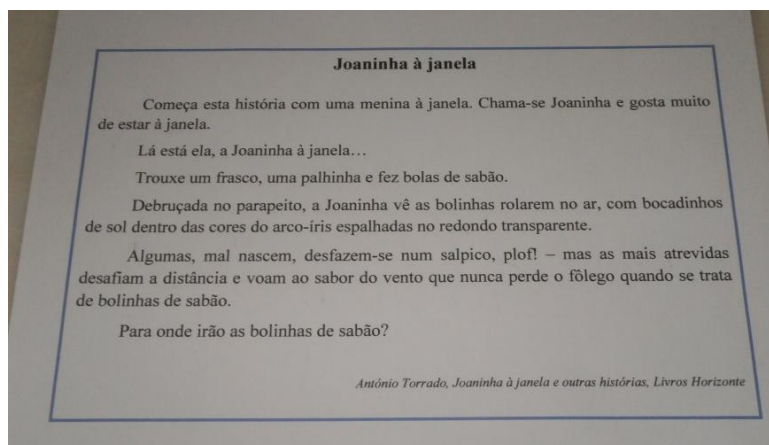 Joaninha à janela
Começa esta história com uma menina à janela. Chama-se Joaninha e gosta muito
de estar à janela.
Lá está ela, a Joaninha à janela…
Trouxe um frasco, uma palhinha e fez bolas de sabão.
Debruçada no parapeito, a Joaninha vê as bolinhas rolarem no ar, com bocadinhos
de sol dentro das cores do arco-íris espalhadas no redondo transparente.
Algumas, mal nascem, desfazem-se num salpico, plof! – mas as mais atrevidas
desafiam a distância e voam ao sabor do vento que nunca perde o fôlego quando se trata
de bolinhas de sabão.
Para onde irão as bolinhas de sabão?
António Torrado, Joaninha à janela e outras histórias, Livros Horizonte